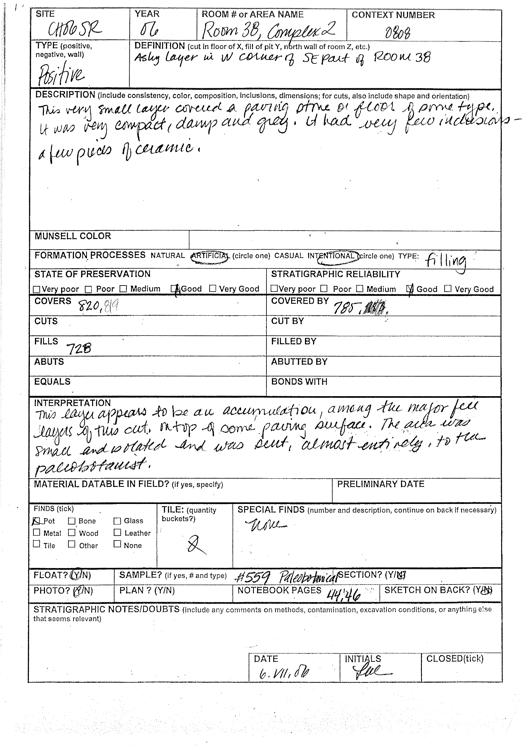 SITE YEAR ROOM # or AREA NAME CONTEXT NUMBER
CH06SR 06 Room 38, Complex 2 0808
TYPE (positive, negative, wall) DEFINITION (cut in floor of X, fill of pit Y, north wall of room Z, etc.)
Positive Ashy layer in W corner of SE part of ROOM 38
DESCRIPTION (include consistency, color, composition, inclusions, dimensions; for cuts, also include shape and orientation)
This very small layer covered a paving stone or floor of some type.
It was very compact, damp and grey. It had very few inclusions -
a few pieces of ceramic.
MUNSELL COLOR
FORMATION PROCESSES NATURAL ARTIFICIAL (circle one) CASUAL INTENTIONAL (circle one) TYPE: filling
STATE OF PRESERVATION STRATIGRAPHIC RELIABILITY
Very poor Poor Medium Good Very Good Very poor Poor Medium Good Very Good
COVERS 820, 819 COVERED BY 785,
CUTS CUT BY
FILLS 728 FILLED BY
ABUTS ABUTTED BY
EQUALS BONDS WITH
INTERPRETATION
This layer appears to be an accumulation, among the major fill
layers of this cut, on top of some paving surface. The area was
small and isolated and was sent, almost entirely, to the
paleobotanist.
MATERIAL DATABLE IN FIELD? (if yes, specify) PRELIMINARY DATE
FINDS (tick) TILE: (quantity buckets?) SPECIAL FINDS (number and description, continue on back if necessary)
Pot Bone Glass None
Metal Wood Leather
Tile Other None
FLOAT? (Y/N) SAMPLE? (if yes, # and type) #559 Paleobotanical SECTION? (Y/N)
PHOTO? (Y/N) PLAN ? (Y/N) NOTEBOOK PAGES 44,46 SKETCH ON BACK? (Y/N)
STRATIGRAPHIC NOTES/DOUBTS (include any comments on methods, contamination, excavation conditions, or anything else
that seems relevant)
DATE INITIALS CLOSED(tick)
6.VII.06